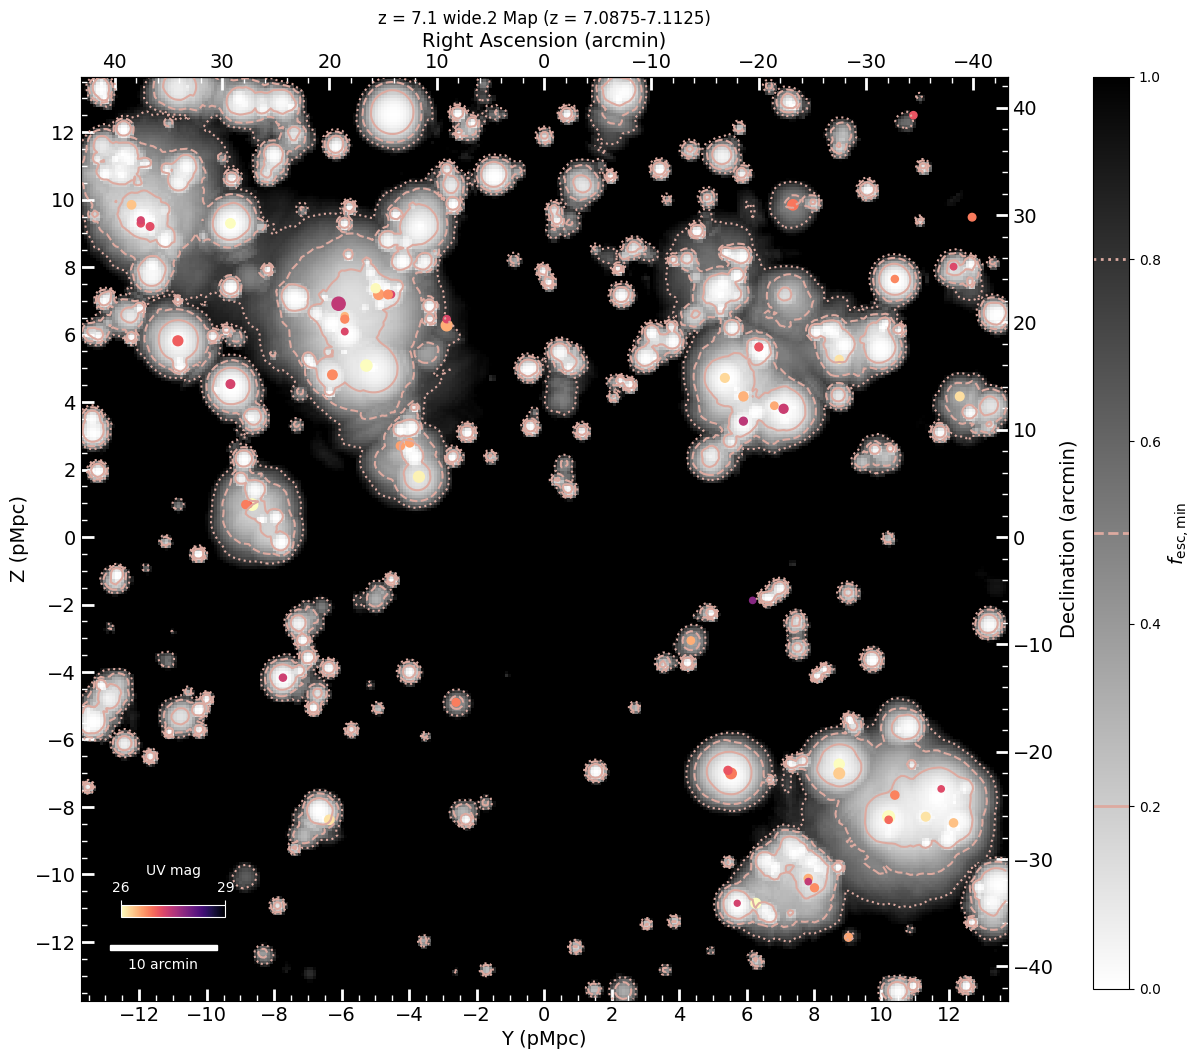 z = 7.1 wide.2 Map (z = 7.0875-7.1125)
Right Ascension (arcmin)
40 30 20 10 0 −10 −20 −30 −40
12 10 8 6 4 2 0 −2 −4 −6 −8 −10 −12
Z (pMpc)
UV mag
26 29
10 arcmin
−12 −10 −8 −6 −4 −2 0 2 4 6 8 10 12
Y (pMpc)
40 30 20 10 0 −10 −20 −30 −40
Declination (arcmin)
1.0 0.8 0.6 0.4 0.2 0.0
fesc,min